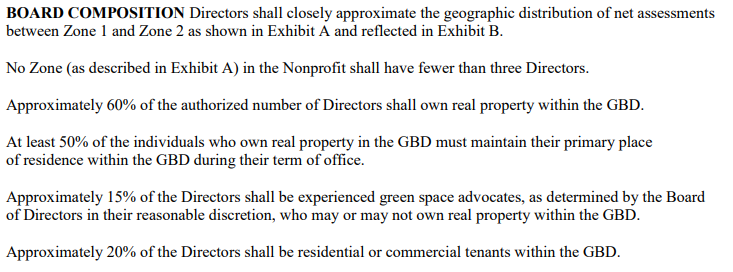 BOARD COMPOSITION Directors shall closely approximate the geographic distribution of net assessments
between Zone 1 and Zone 2 as shown in Exhibit A and reflected in Exhibit B.
No Zone (as described in Exhibit A) in the Nonprofit shall have fewer than three Directors.
Approximately 60% of the authorized number of Directors shall own real property within the GBD.
At least 50% of the individuals who own real property in the GBD must maintain their primary place
of residence within the GBD during their term of office.
Approximately 15% of the Directors shall be experienced green space advocates, as determined by the Board
of Directors in their reasonable discretion, who may or may not own real property within the GBD.
Approximately 20% of the Directors shall be residential or commercial tenants within the GBD.